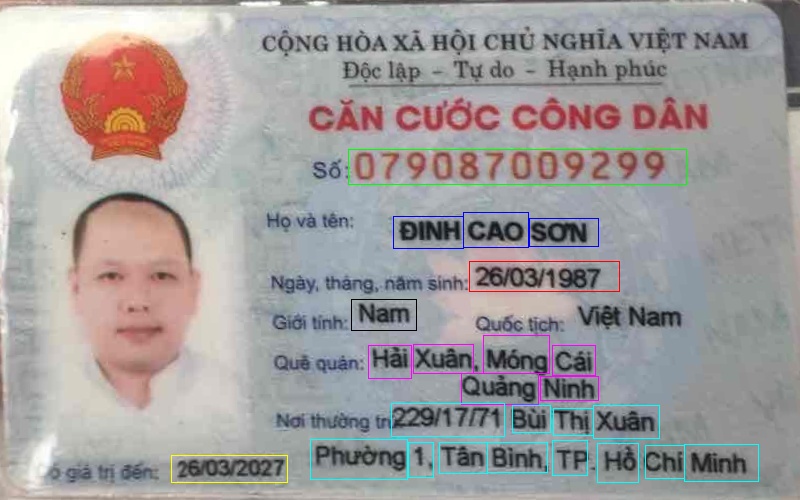 CỘNG HÒA XÃ HỘI CHỦ NGHĨA VIỆT NAM
Độc lập - Tự do - Hạnh phúc
CĂN CƯỚC CÔNG DÂN
Số: 079087009299
Họ và tên: ĐINH CAO SƠN
Ngày, tháng, năm sinh: 26/03/1987
Giới tính: Nam Quốc tịch: Việt Nam
Quê quán: Hải Xuân, Móng Cái
Quảng Ninh
Nơi thường trú 229/17/71 Bùi Thị Xuân
Phường 1, Tân Bình, TP. Hồ Chí Minh
Có giá trị đến: 26/03/2027